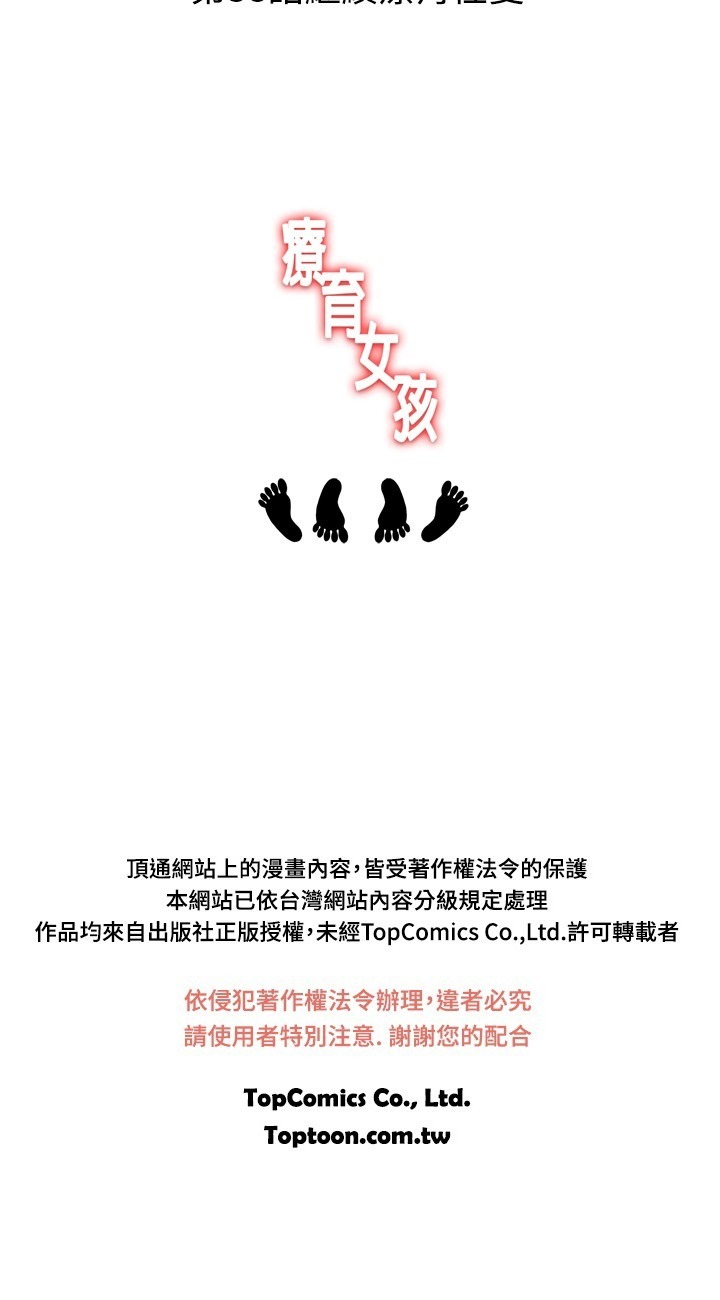 療育女孩
頂通網站上的漫畫內容，皆受著作權法令的保護
本網站已依台灣網站內容分級規定處理
作品均來自出版社正版授權，未經TopComics Co.,Ltd.許可轉載者
依侵犯著作權法令辦理，違者必究
請使用者特別注意. 謝謝您的配合
TopComics Co., Ltd.
Toptoon.com.tw